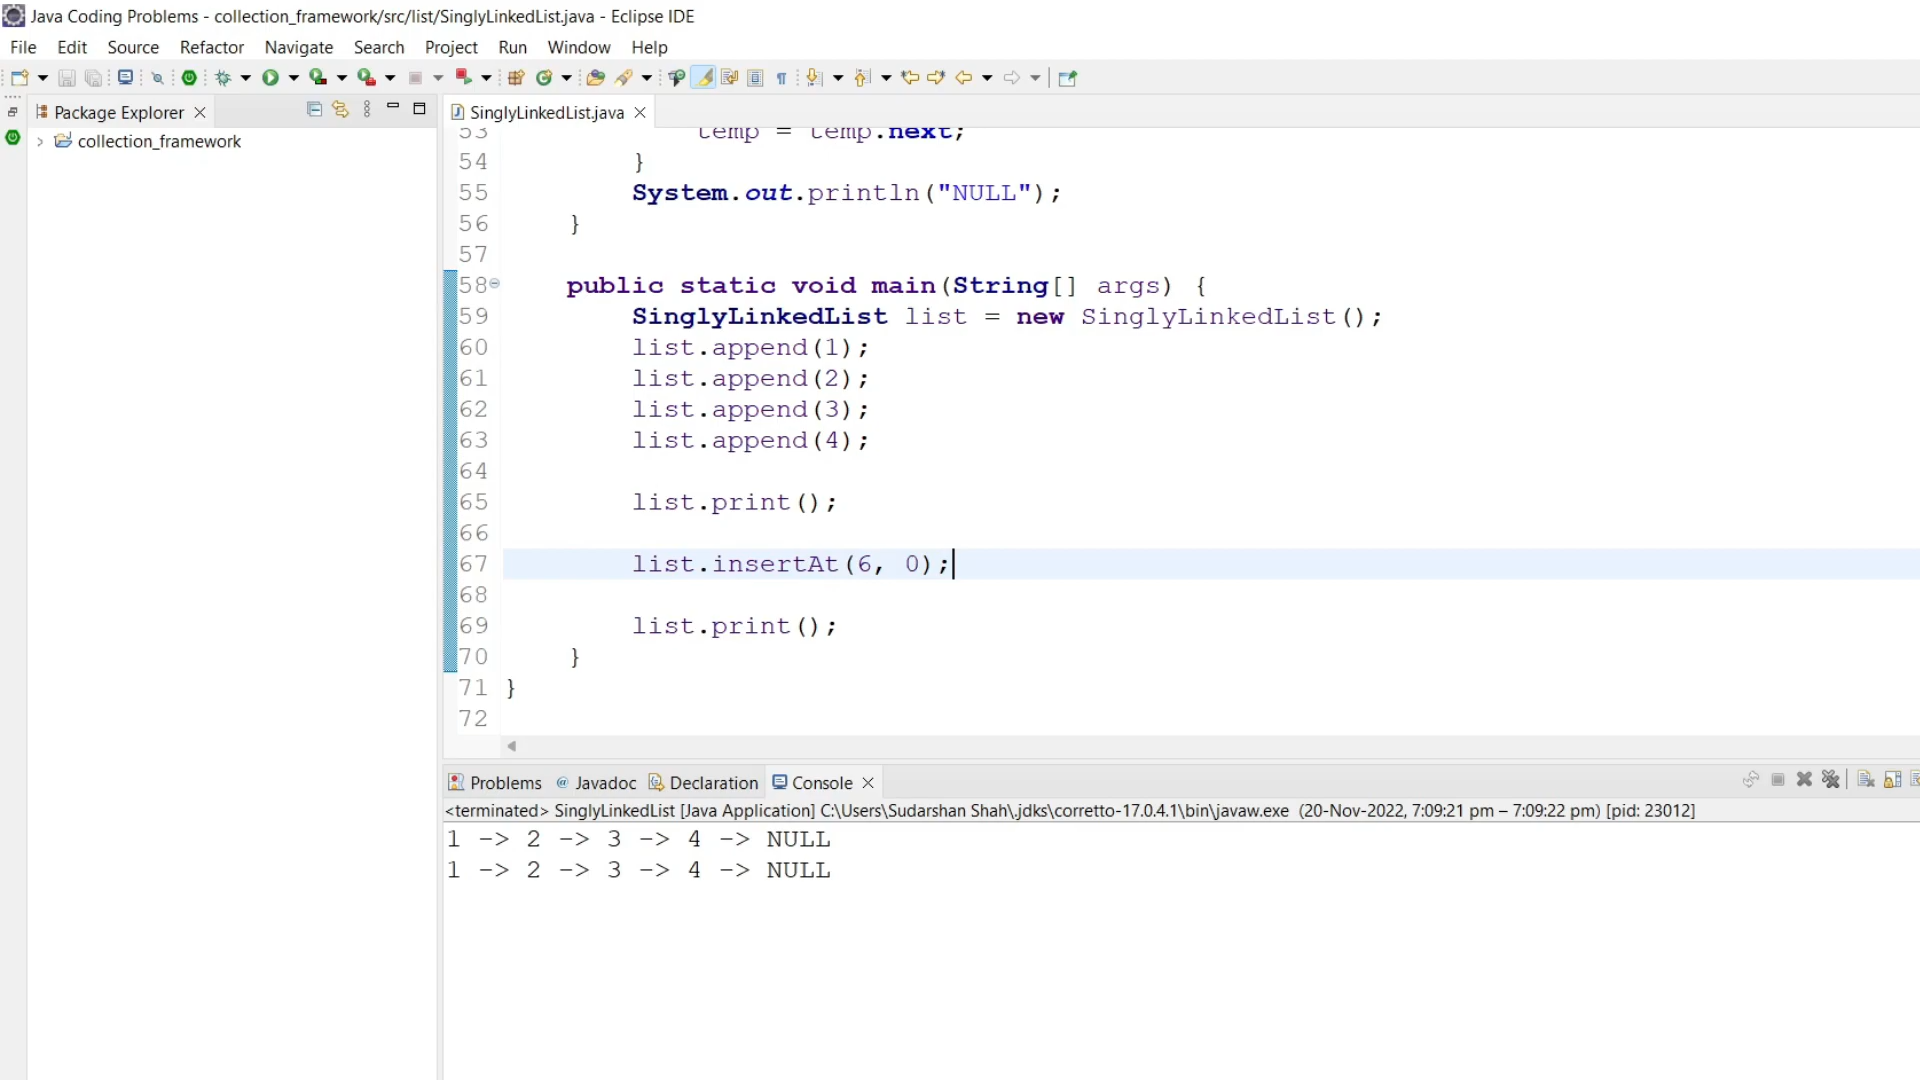 Java Coding Problems - collection_framework/src/list/SinglyLinkedList.java - Eclipse IDE
File Edit Source Refactor Navigate Search Project Run Window Help
Package Explorer
collection_framework
SinglyLinkedList.java
53 temp = temp.next;
54 }
55 System.out.println("NULL");
56 }
57
58 public static void main(String[] args) {
59 SinglyLinkedList list = new SinglyLinkedList();
60 list.append(1);
61 list.append(2);
62 list.append(3);
63 list.append(4);
64
65 list.print();
66
67 list.insertAt(6, 0);
68
69 list.print();
70 }
71 }
72
Problems @ Javadoc Declaration Console
<terminated> SinglyLinkedList [Java Application] C:\Users\Sudarshan Shah\.jdks\corretto-17.0.4.1\bin\javaw.exe (20-Nov-2022, 7:09:21 pm – 7:09:22 pm) [pid: 23012]
1 -> 2 -> 3 -> 4 -> NULL
1 -> 2 -> 3 -> 4 -> NULL